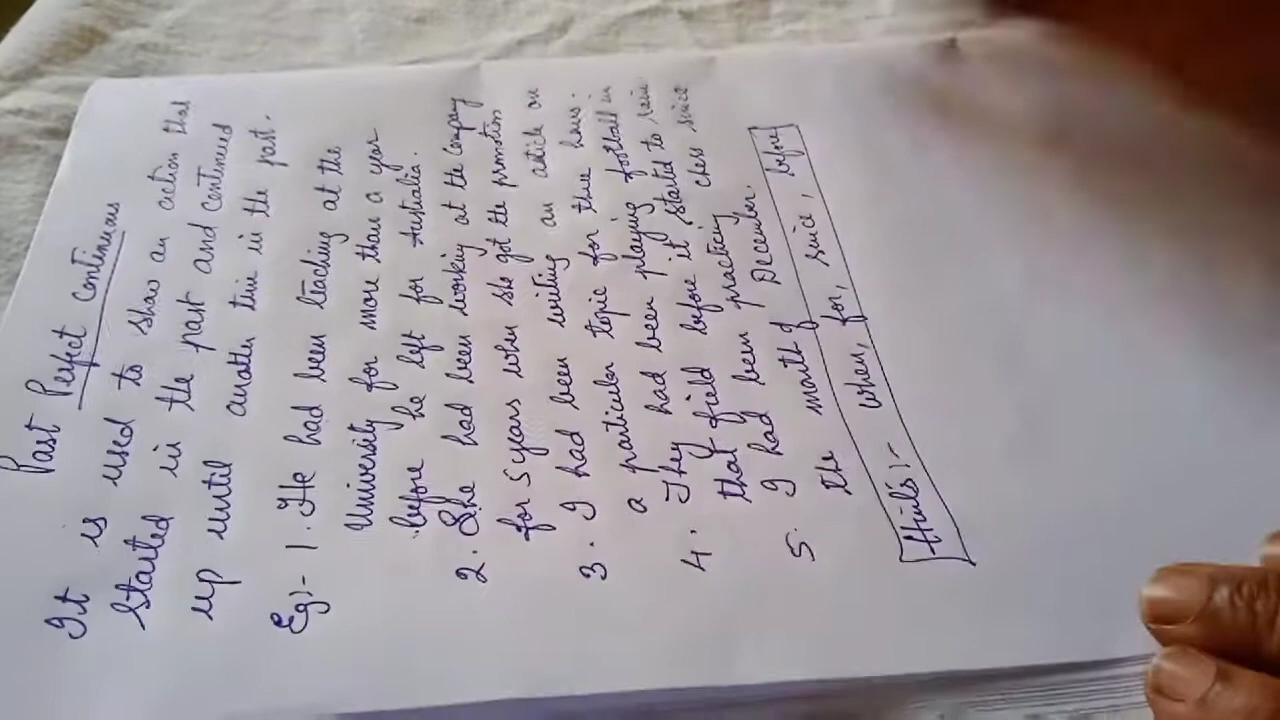 Past Perfect Continuous
It is used to show an action that
started in the past and continued
up until another time in the past.
Eg:- 1. He had been teaching at the
University for more than a year
before he left for Australia.
2. She had been working at the Company
for 5 years when she got the promotion
3. I had been writing an article on
a particular topic for three hours.
4. They had been playing football in
that field before it started to rain
5. I had been practicing chess since
the month of December.
Hints:- when, for, since, before